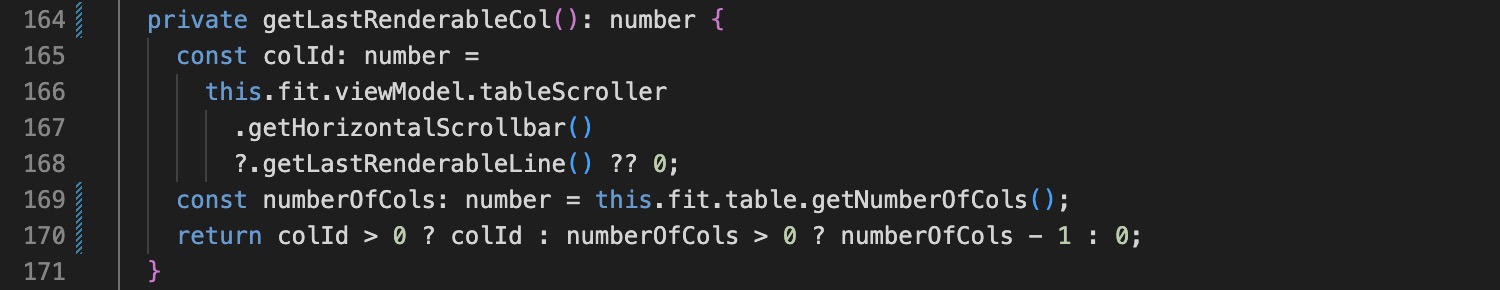 164 private getLastRenderableCol(): number {
165 const colId: number =
166 this.fit.viewModel.tableScroller
167 .getHorizontalScrollbar()
168 ?.getLastRenderableLine() ?? 0;
169 const numberOfCols: number = this.fit.table.getNumberOfCols();
170 return colId > 0 ? colId : numberOfCols > 0 ? numberOfCols - 1 : 0;
171 }